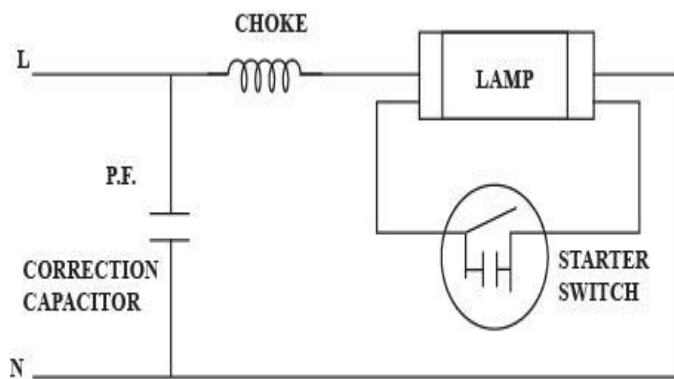 CHOKE
L
LAMP
P.F.
CORRECTION
CAPACITOR
STARTER
SWITCH
N